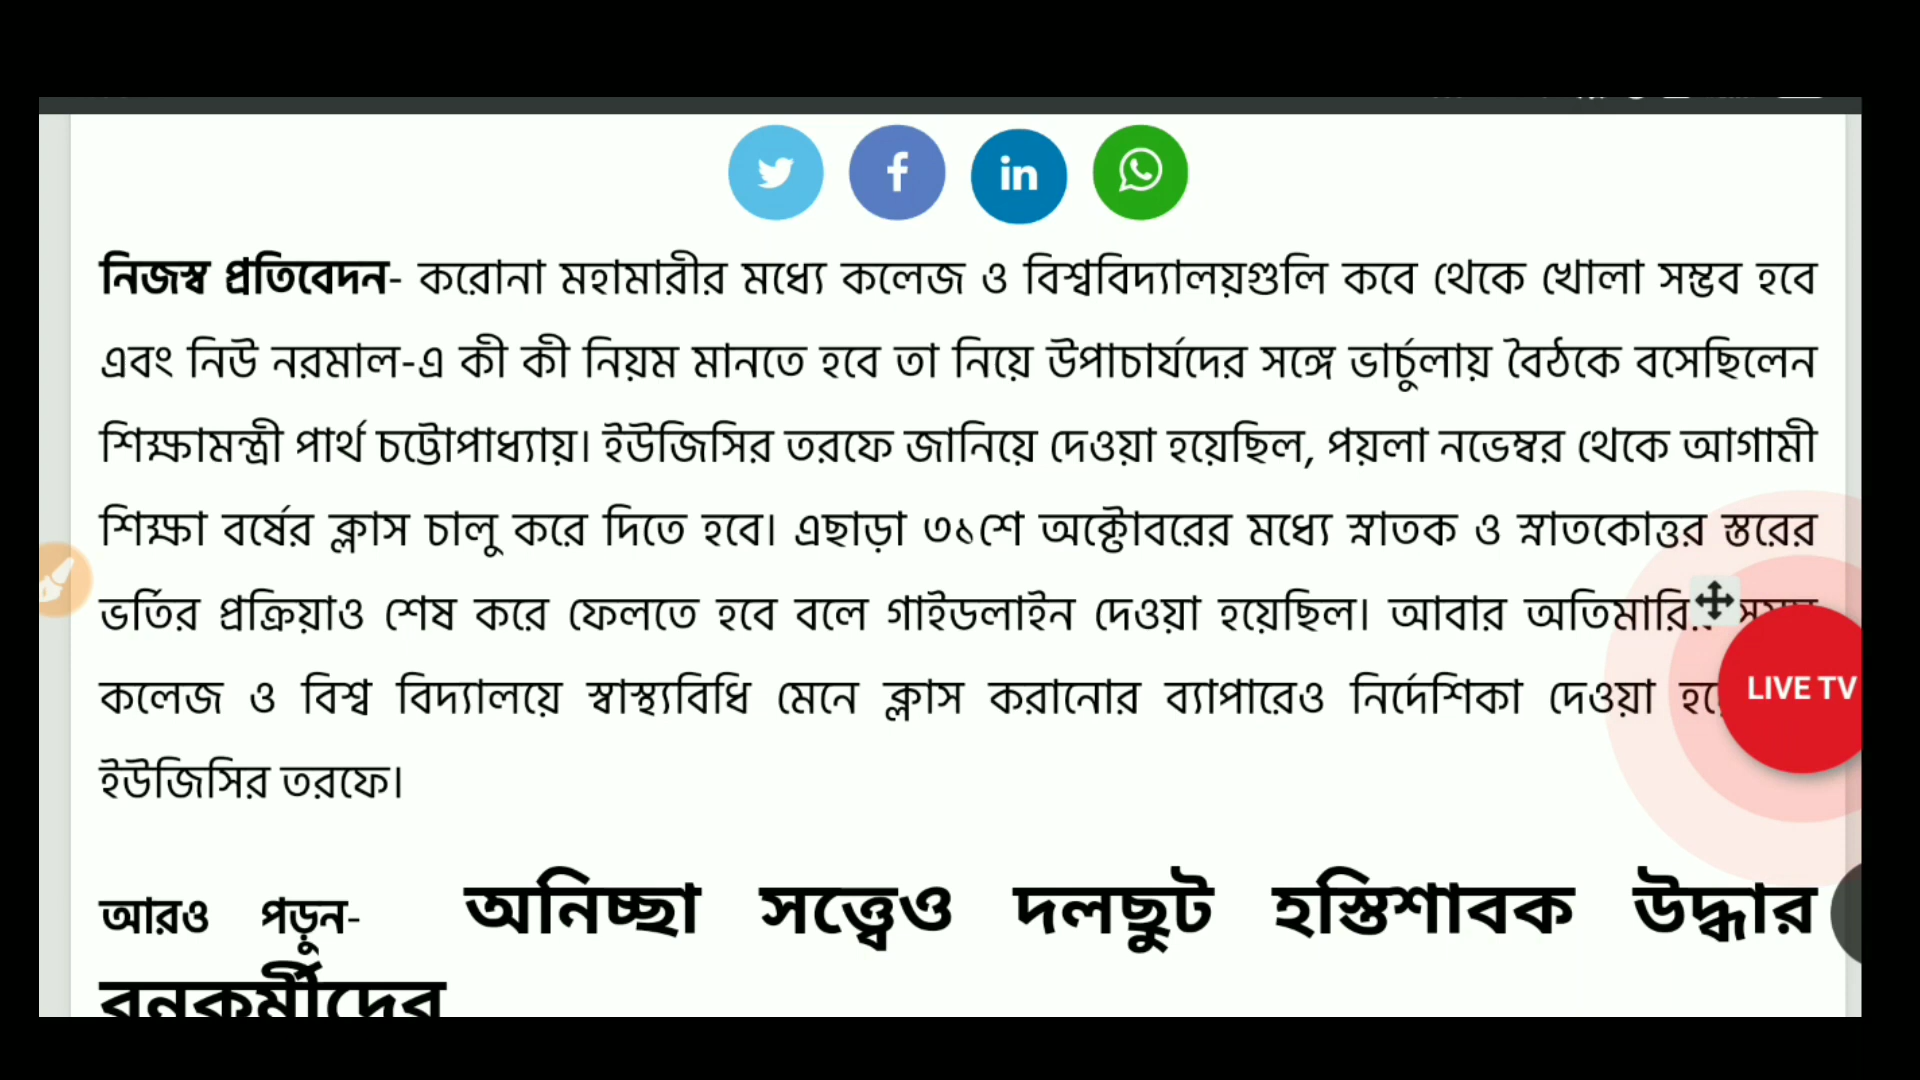 in
নিজস্ব প্রতিবেদন- করোনা মহামারীর মধ্যে কলেজ ও বিশ্ববিদ্যালয়গুলি কবে থেকে খোলা সম্ভব হবে
এবং নিউ নরমাল-এ কী কী নিয়ম মানতে হবে তা নিয়ে উপাচার্যদের সঙ্গে ভার্চুলায় বৈঠকে বসেছিলেন
শিক্ষামন্ত্রী পার্থ চট্টোপাধ্যায়। ইউজিসির তরফে জানিয়ে দেওয়া হয়েছিল, পয়লা নভেম্বর থেকে আগামী
শিক্ষা বর্ষের ক্লাস চালু করে দিতে হবে। এছাড়া ৩১শে অক্টোবরের মধ্যে স্নাতক ও স্নাতকোত্তর স্তরের
ভর্তির প্রক্রিয়াও শেষ করে ফেলতে হবে বলে গাইডলাইন দেওয়া হয়েছিল। আবার
কলেজ ও বিশ্ব বিদ্যালয়ে স্বাস্থ্যবিধি মেনে ক্লাস করানোর ব্যাপারেও নির্দেশিকা দেওয়া
LIVE TV
ইউজিসির তরফে।
আরও পড়ুন- অনিচ্ছা সত্ত্বেও দলছুট হস্তিশাবক উদ্ধার
বনকর্মীদের